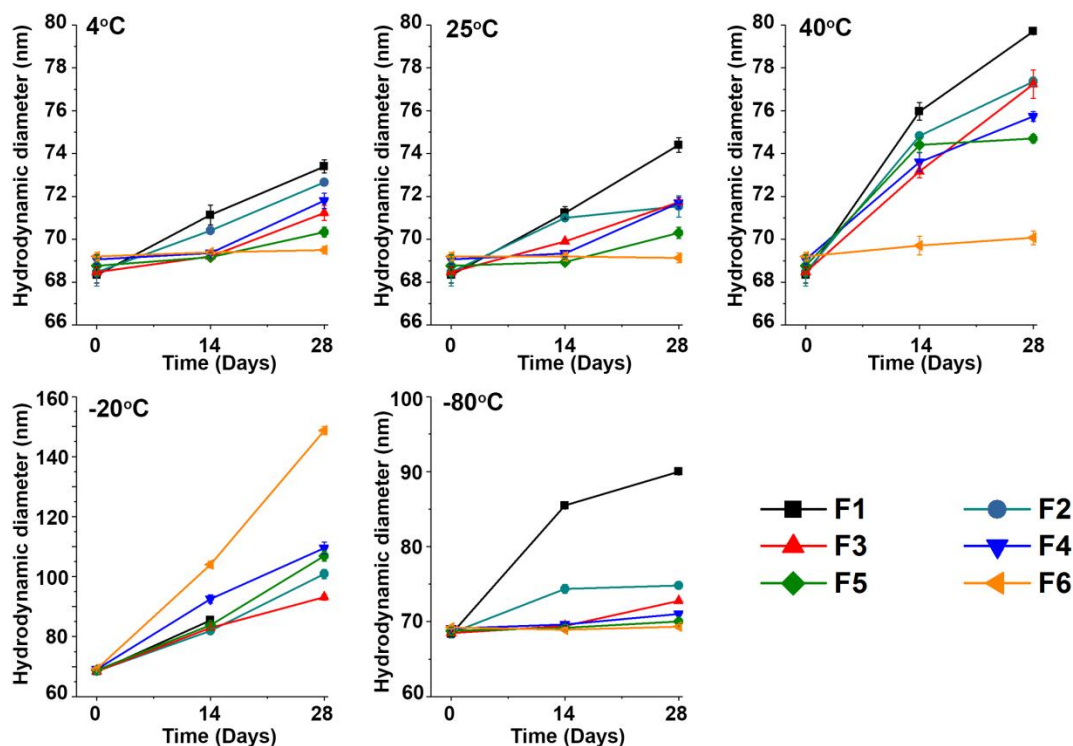 4°C
Hydrodynamic diameter (nm)
80
78
76
74
72
70
68
66
0 14 28
Time (Days)
25°C
Hydrodynamic diameter (nm)
80
78
76
74
72
70
68
66
0 14 28
Time (Days)
40°C
Hydrodynamic diameter (nm)
80
78
76
74
72
70
68
66
0 14 28
Time (Days)
-20°C
Hydrodynamic diameter (nm)
160
140
120
100
80
60
0 14 28
Time (Days)
-80°C
Hydrodynamic diameter (nm)
100
90
80
70
60
0 14 28
Time (Days)
F1 F2
F3 F4
F5 F6